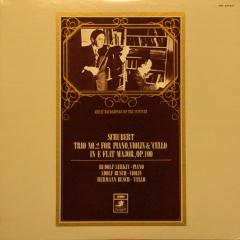 GREAT RECORDINGS OF THE CENTURY
SCHUBERT
TRIO NO.2 FOR PIANO, VIOLIN & 'CELLO
IN E FLAT MAJOR, OP.100
RUDOLF SERKIN - PIANO
ADOLF BUSCH - VIOLIN
HERMANN BUSCH - 'CELLO